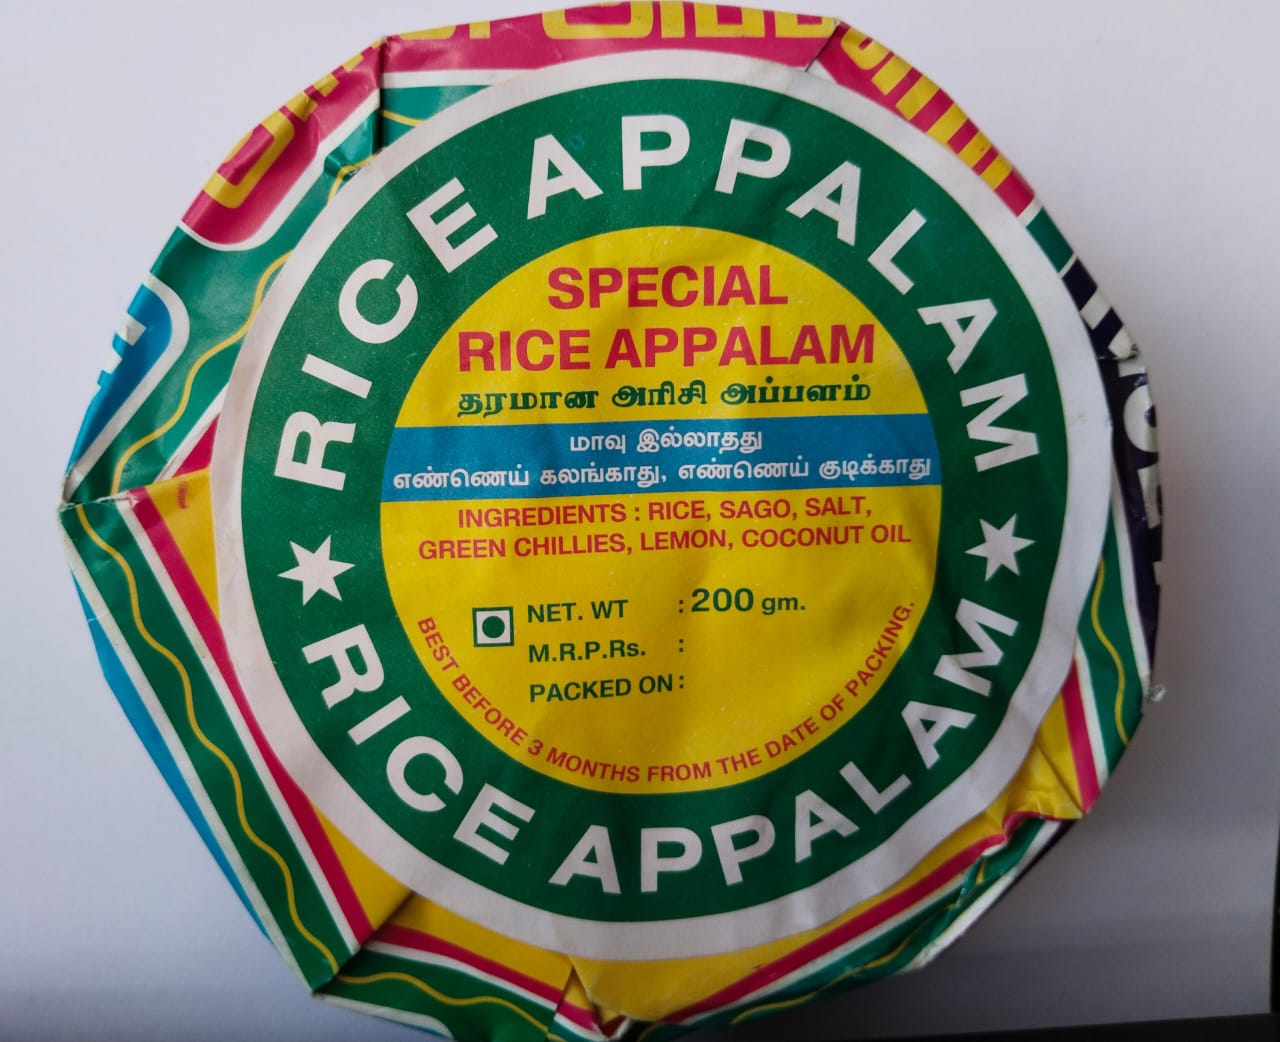 RICE APPALAM
SPECIAL
RICE APPALAM
தரமான அரிசி அப்பளம்
மாவு இல்லாதது
எண்ணெய் கலங்காது, எண்ணெய் குடிக்காது
INGREDIENTS : RICE, SAGO, SALT,
GREEN CHILLIES, LEMON, COCONUT OIL
NET. WT : 200 gm.
M.R.P.Rs. :
PACKED ON :
BEST BEFORE 3 MONTHS FROM THE DATE OF PACKING.
RICE APPALAM